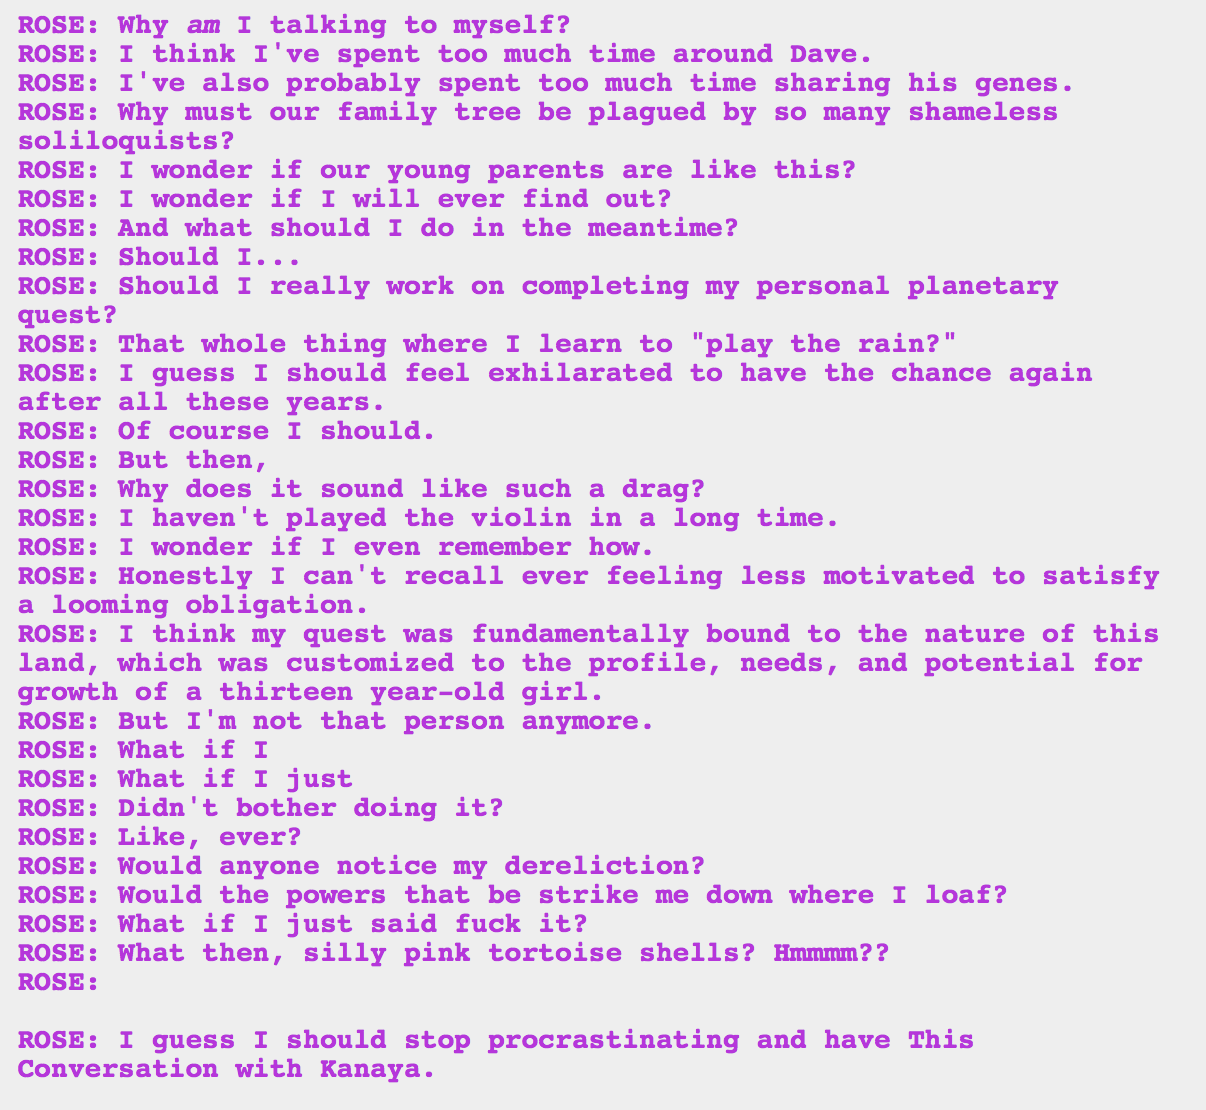 ROSE: Why am I talking to myself?
ROSE: I think I've spent too much time around Dave.
ROSE: I've also probably spent too much time sharing his genes.
ROSE: Why must our family tree be plagued by so many shameless
soliloquists?
ROSE: I wonder if our young parents are like this?
ROSE: I wonder if I will ever find out?
ROSE: And what should I do in the meantime?
ROSE: Should I...
ROSE: Should I really work on completing my personal planetary
quest?
ROSE: That whole thing where I learn to "play the rain?"
ROSE: I guess I should feel exhilarated to have the chance again
after all these years.
ROSE: Of course I should.
ROSE: But then,
ROSE: Why does it sound like such a drag?
ROSE: I haven't played the violin in a long time.
ROSE: I wonder if I even remember how.
ROSE: Honestly I can't recall ever feeling less motivated to satisfy
a looming obligation.
ROSE: I think my quest was fundamentally bound to the nature of this
land, which was customized to the profile, needs, and potential for
growth of a thirteen year-old girl.
ROSE: But I'm not that person anymore.
ROSE: What if I
ROSE: What if I just
ROSE: Didn't bother doing it?
ROSE: Like, ever?
ROSE: Would anyone notice my dereliction?
ROSE: Would the powers that be strike me down where I loaf?
ROSE: What if I just said fuck it?
ROSE: What then, silly pink tortoise shells? Hmmmm??
ROSE:
ROSE: I guess I should stop procrastinating and have This
Conversation with Kanaya.